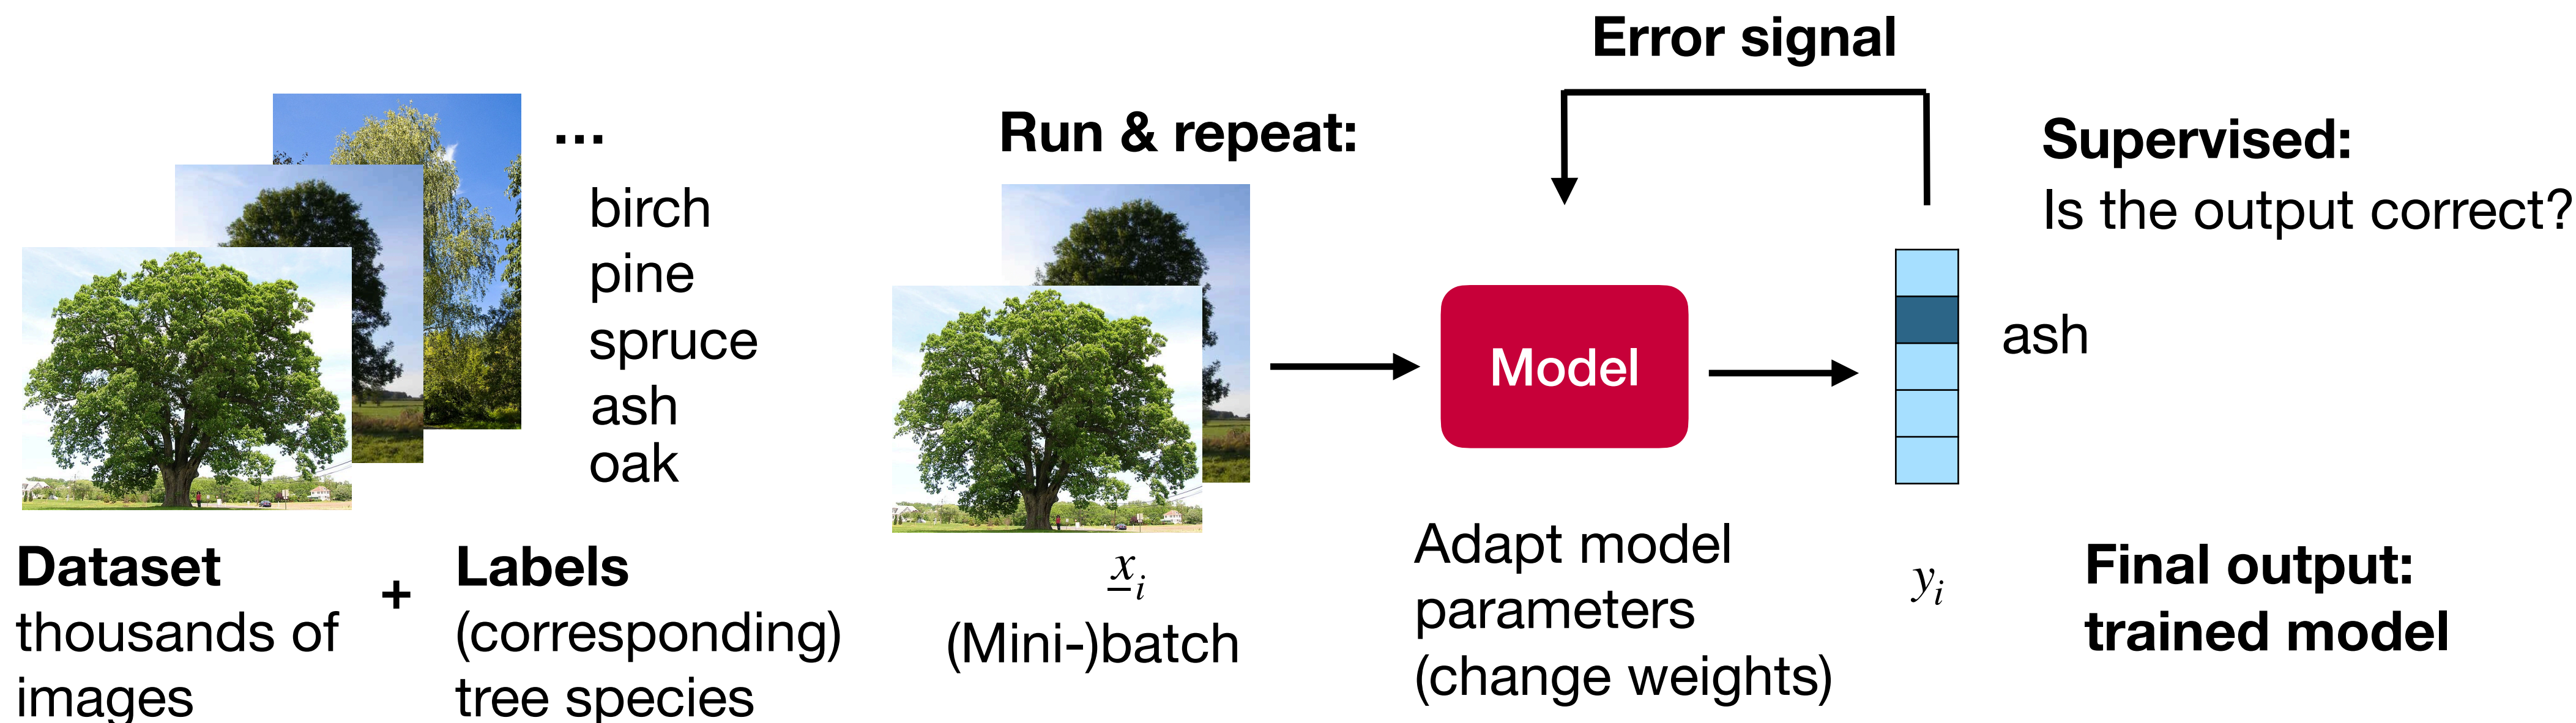 ...
birch
pine
spruce
ash
oak
Dataset
thousands of
images
+
Labels
(corresponding)
tree species
Run & repeat:
x_i
(Mini-)batch
Error signal
Model
Adapt model
parameters
(change weights)
Supervised:
Is the output correct?
ash
y_i
Final output:
trained model